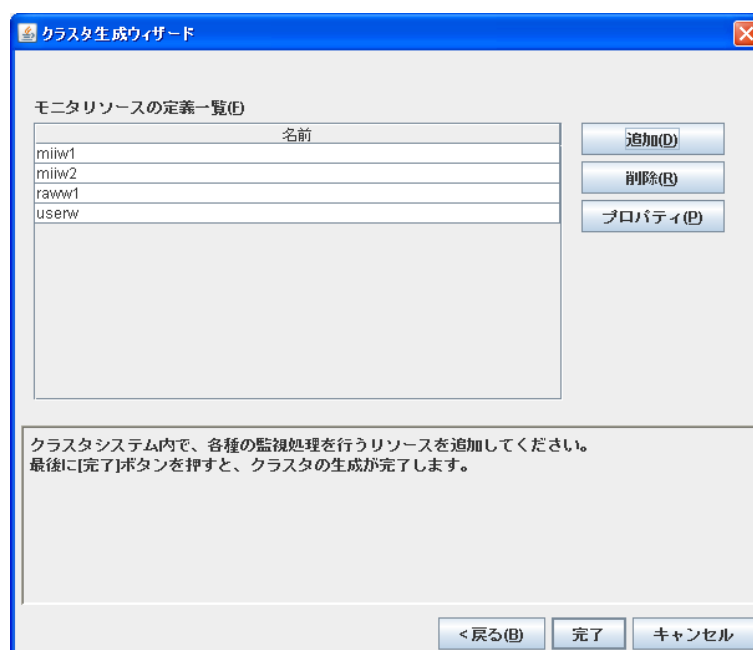 クラスタ生成ウィザード
モニタリソースの定義一覧(F)
名前
miiw1
miiw2
raww1
userw
追加(D)
削除(R)
プロパティ(P)
クラスタシステム内で、各種の監視処理を行うリソースを追加してください。
最後に[完了]ボタンを押すと、クラスタの生成が完了します。
<戻る(B) 完了 キャンセル